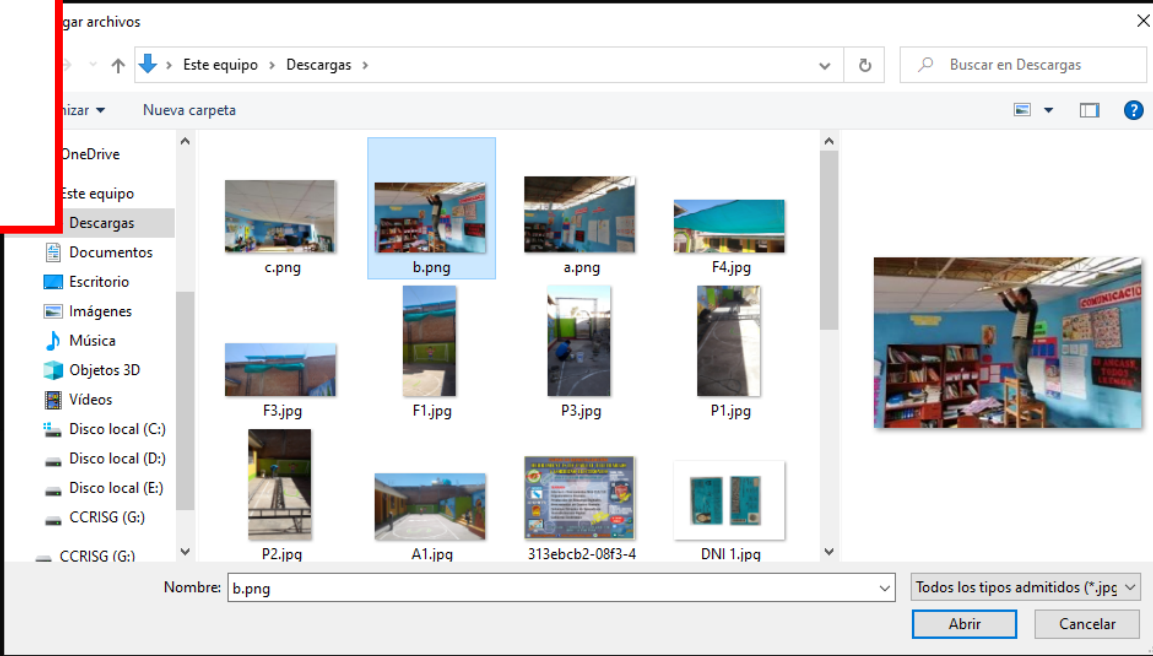 gar archivos
Este equipo > Descargas >
Buscar en Descargas
nizar
Nueva carpeta
OneDrive
Este equipo
Descargas
Documentos
Escritorio
Imágenes
Música
Objetos 3D
Vídeos
Disco local (C:)
Disco local (D:)
Disco local (E:)
CCRISG (G:)
CCRISG (G:)
c.png
b.png
a.png
F4.jpg
F3.jpg
F1.jpg
P3.jpg
P1.jpg
P2.jpg
A1.jpg
313ebcb2-08f3-4
DNI 1.jpg
COMUNICACIO
Nombre:
b.png
Todos los tipos admitidos (*.jpg
Abrir
Cancelar